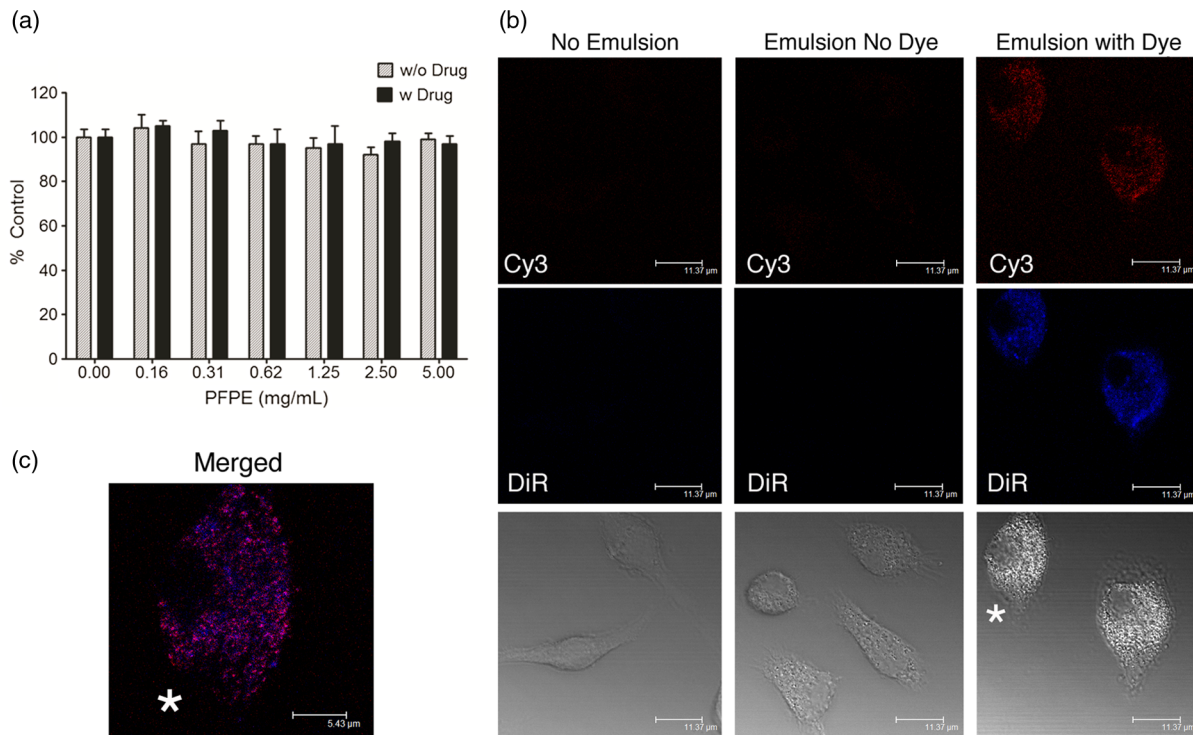 (a)
w/o Drug
w Drug
120
100
80
60
40
20
0
% Control
0.00 0.16 0.31 0.62 1.25 2.50 5.00
PFPE (mg/mL)
(b)
No Emulsion Emulsion No Dye Emulsion with Dye
Cy3 11.37 µm Cy3 11.37 µm Cy3 11.37 µm
DiR 11.37 µm DiR 11.37 µm DiR 11.37 µm
*
11.37 µm 11.37 µm 11.37 µm
(c)
Merged
*
5.43 µm